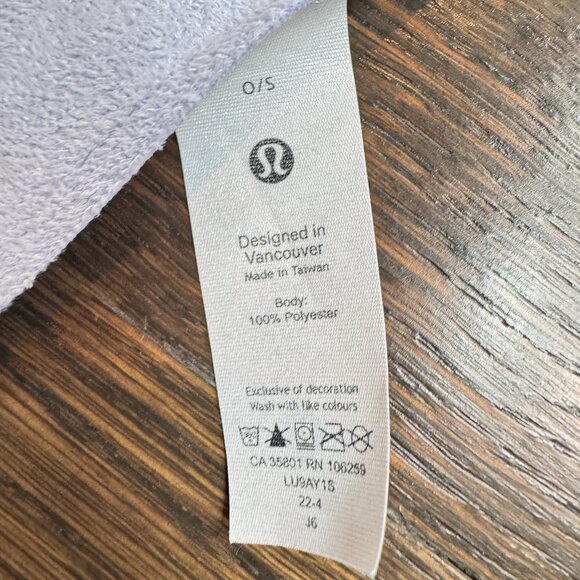 O/S
Designed in
Vancouver
Made in Taiwan
Body:
100% Polyester
Exclusive of decoration
Wash with like colours
CA 35801 RN 106259
LU9AY1S
22-4
J6